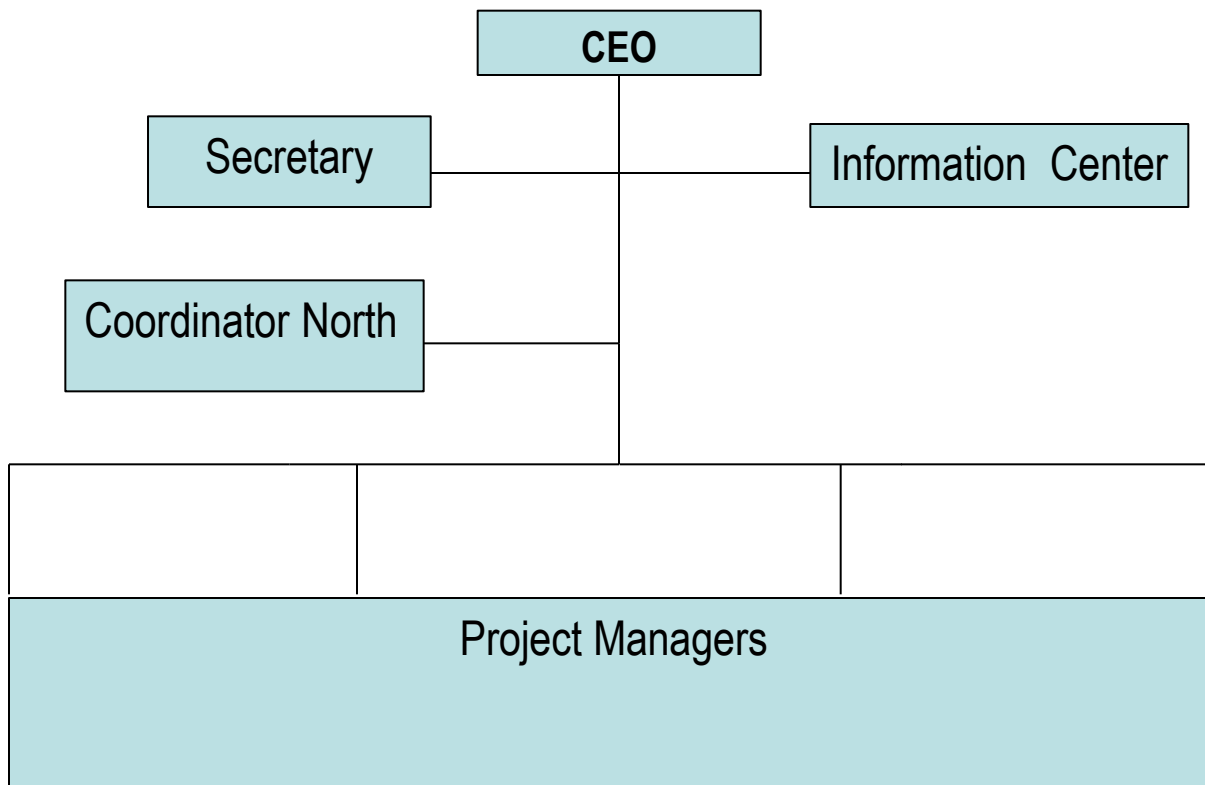 CEO
Secretary
Information Center
Coordinator North
Project Managers